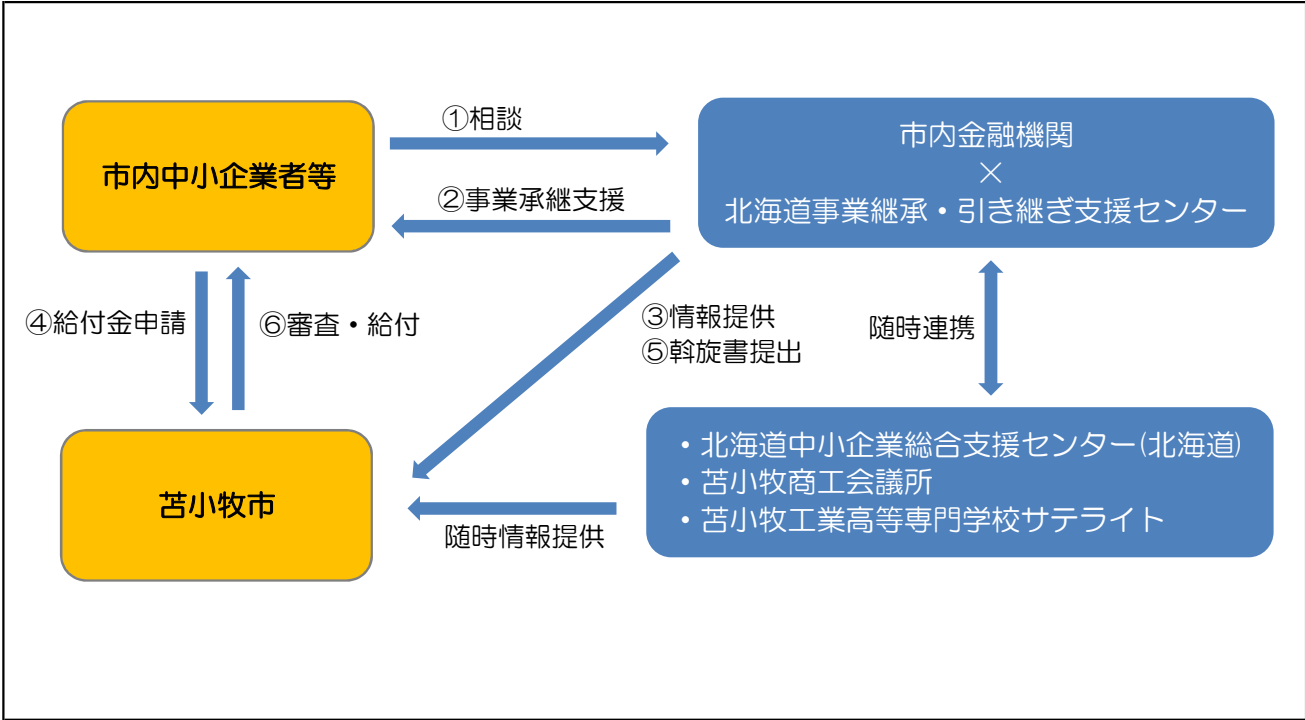 ①相談
市内中小企業者等
市内金融機関
×
北海道事業継承・引き継ぎ支援センター
②事業承継支援
④給付金申請
⑥審査・給付
③情報提供
⑤斡旋書提出
随時連携
苫小牧市
・北海道中小企業総合支援センター(北海道)
・苫小牧商工会議所
・苫小牧工業高等専門学校サテライト
随時情報提供